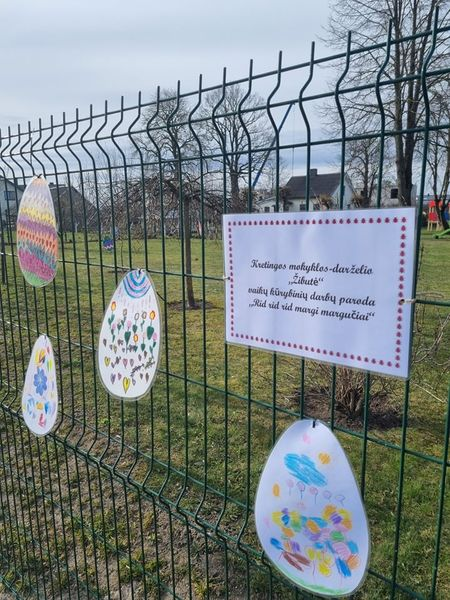 Kretingos mokyklos-darželio
„Žibutė“
vaikų kūrybinių darbų paroda
„Rid rid rid margi margučiai“